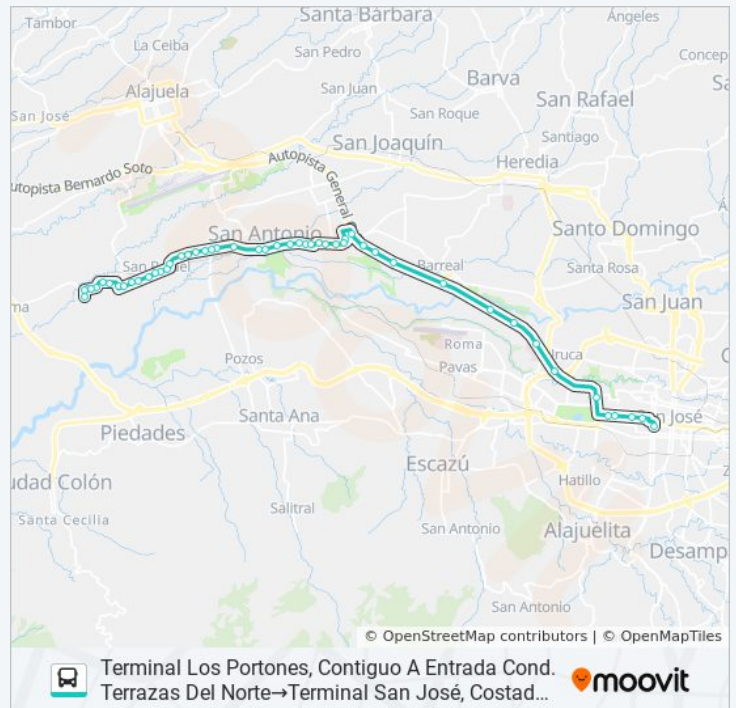 Santa Bárbara
Tambor
Ángeles
La Ceiba
San Pedro
Concep
Barva
Alajuela
San Juan
San Rafael
San José
San Roque
San Joaquín
Santiago
Heredia
Autopista General
Autopista Bernardo Soto
San Antonio
Santo Domingo
San Rafael
Barreal
Santa Rosa
San Juan
Roma
Iruca
Pozos
Pavas
Santa Ana
San José
Piedades
Escazú
udad Colón
Hatillo
Salitral
Santa Cecilia
San Antonio
Alajuelita
Desamp
San Antonio
© OpenStreetMap contributors | © OpenMapTiles
Terminal Los Portones, Contiguo A Entrada Cond.
Terrazas Del Norte→Terminal San José, Costad...
moovit